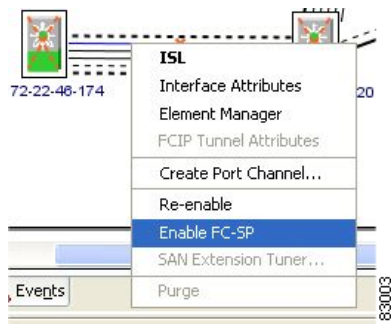 72-22-46-174
20
ISL
Interface Attributes
Element Manager
FCIP Tunnel Attributes
Create Port Channel...
Re-enable
Enable FC-SP
SAN Extension Tuner...
Purge
Events
83003